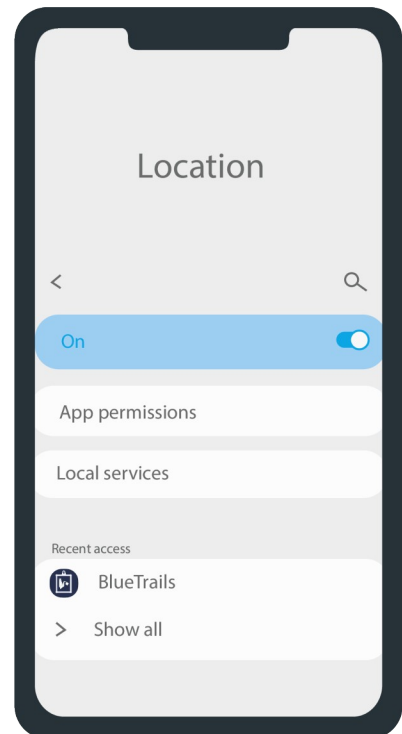 Location
On
App permissions
Local services
Recent access
BlueTrails
Show all